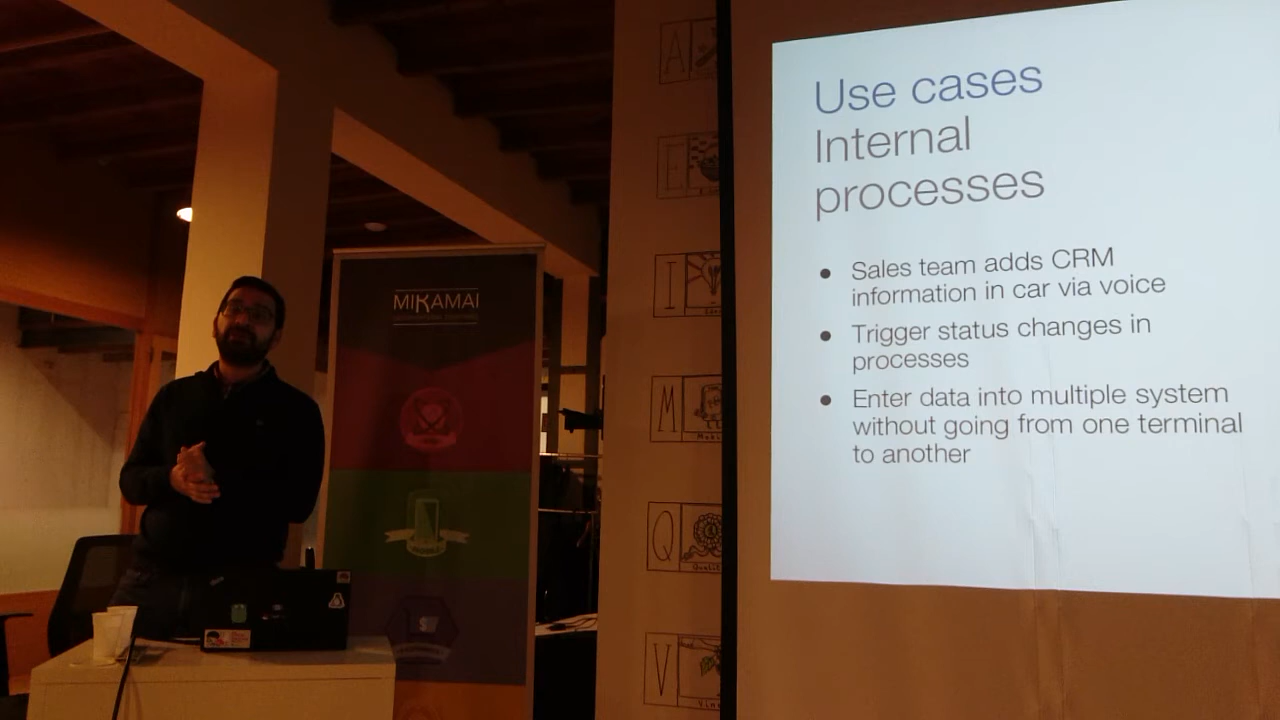 Use cases
Internal
processes
● Sales team adds CRM
information in car via voice
● Trigger status changes in
processes
● Enter data into multiple system
without going from one terminal
to another
MIKAMAI
A
E
I
M
Q
V